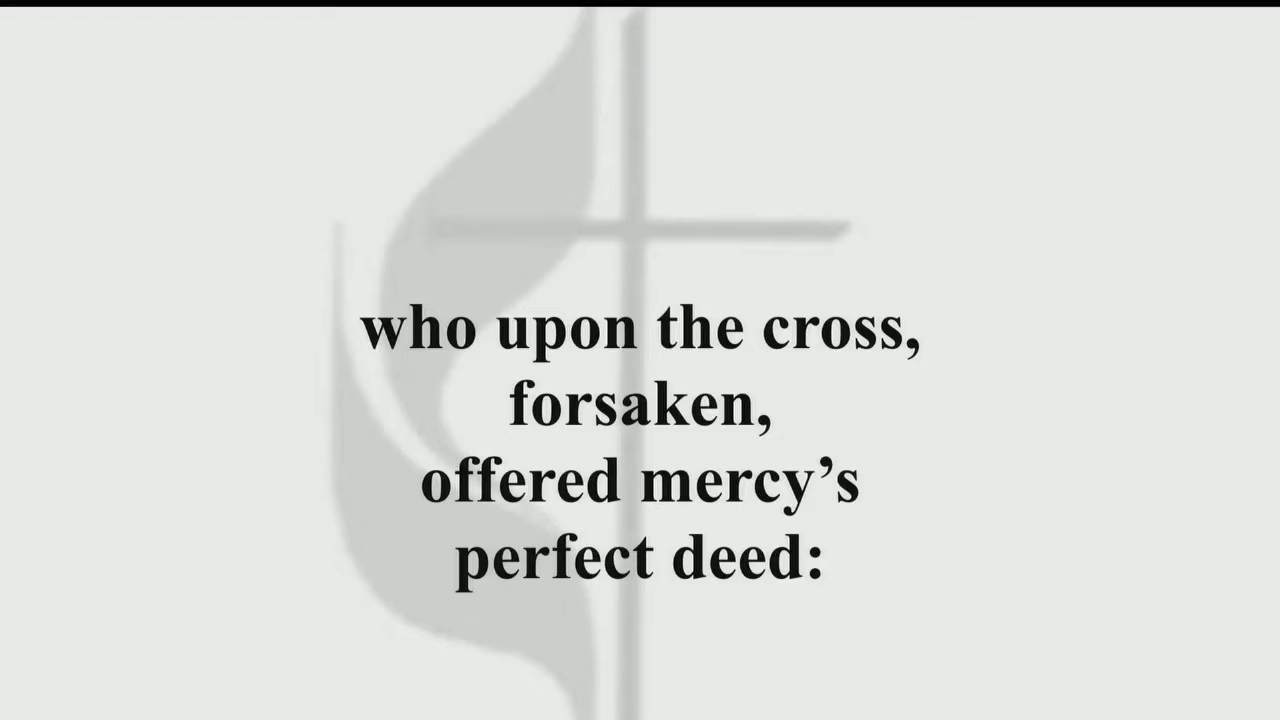 who upon the cross,
forsaken,
offered mercy’s
perfect deed: